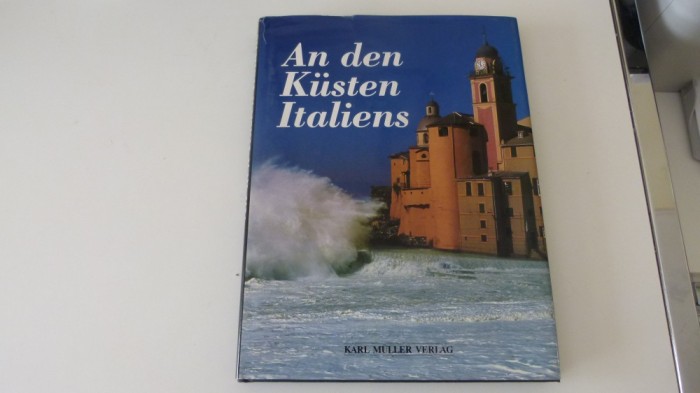 An den
Küsten
Italiens
KARL MÜLLER VERLAG